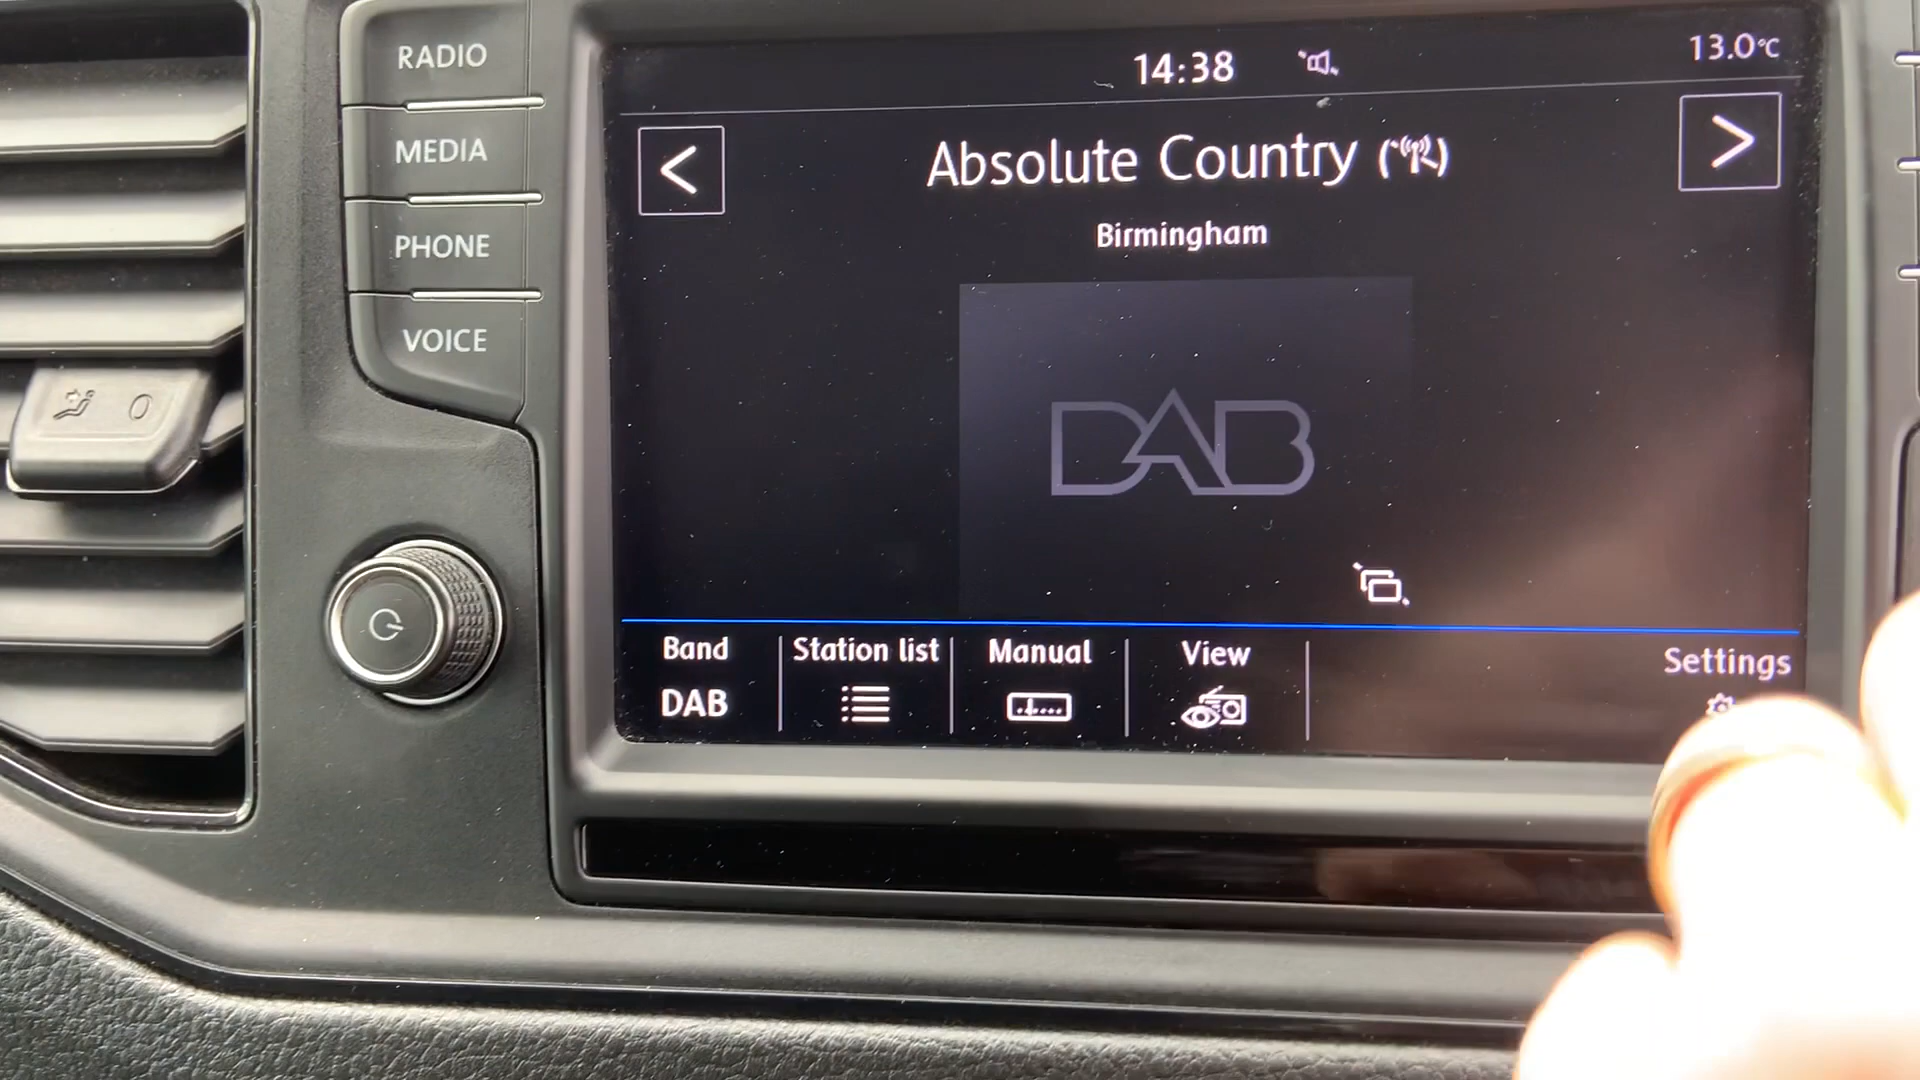 RADIO
MEDIA
PHONE
VOICE
0
14:38
13.0°C
<
Absolute Country
>
Birmingham
DAB
Band
Station list
Manual
View
Settings
DAB